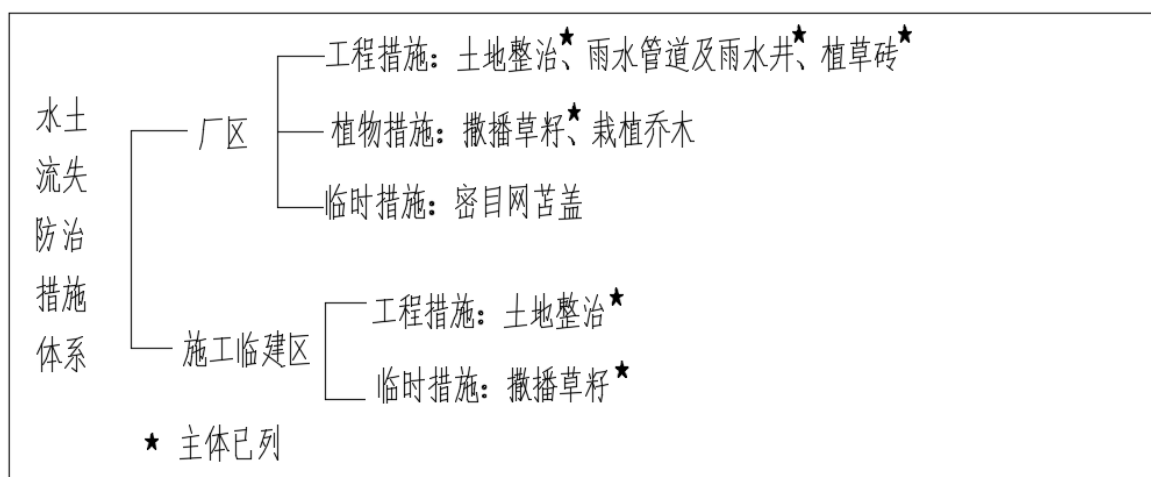 水土
流失
防治
措施
体系
厂区
工程措施：土地整治★、雨水管道及雨水井★、植草砖★
植物措施：撒播草籽★、栽植乔木
临时措施：密目网苫盖
施工临建区
工程措施：土地整治★
临时措施：撒播草籽★
★ 主体已列